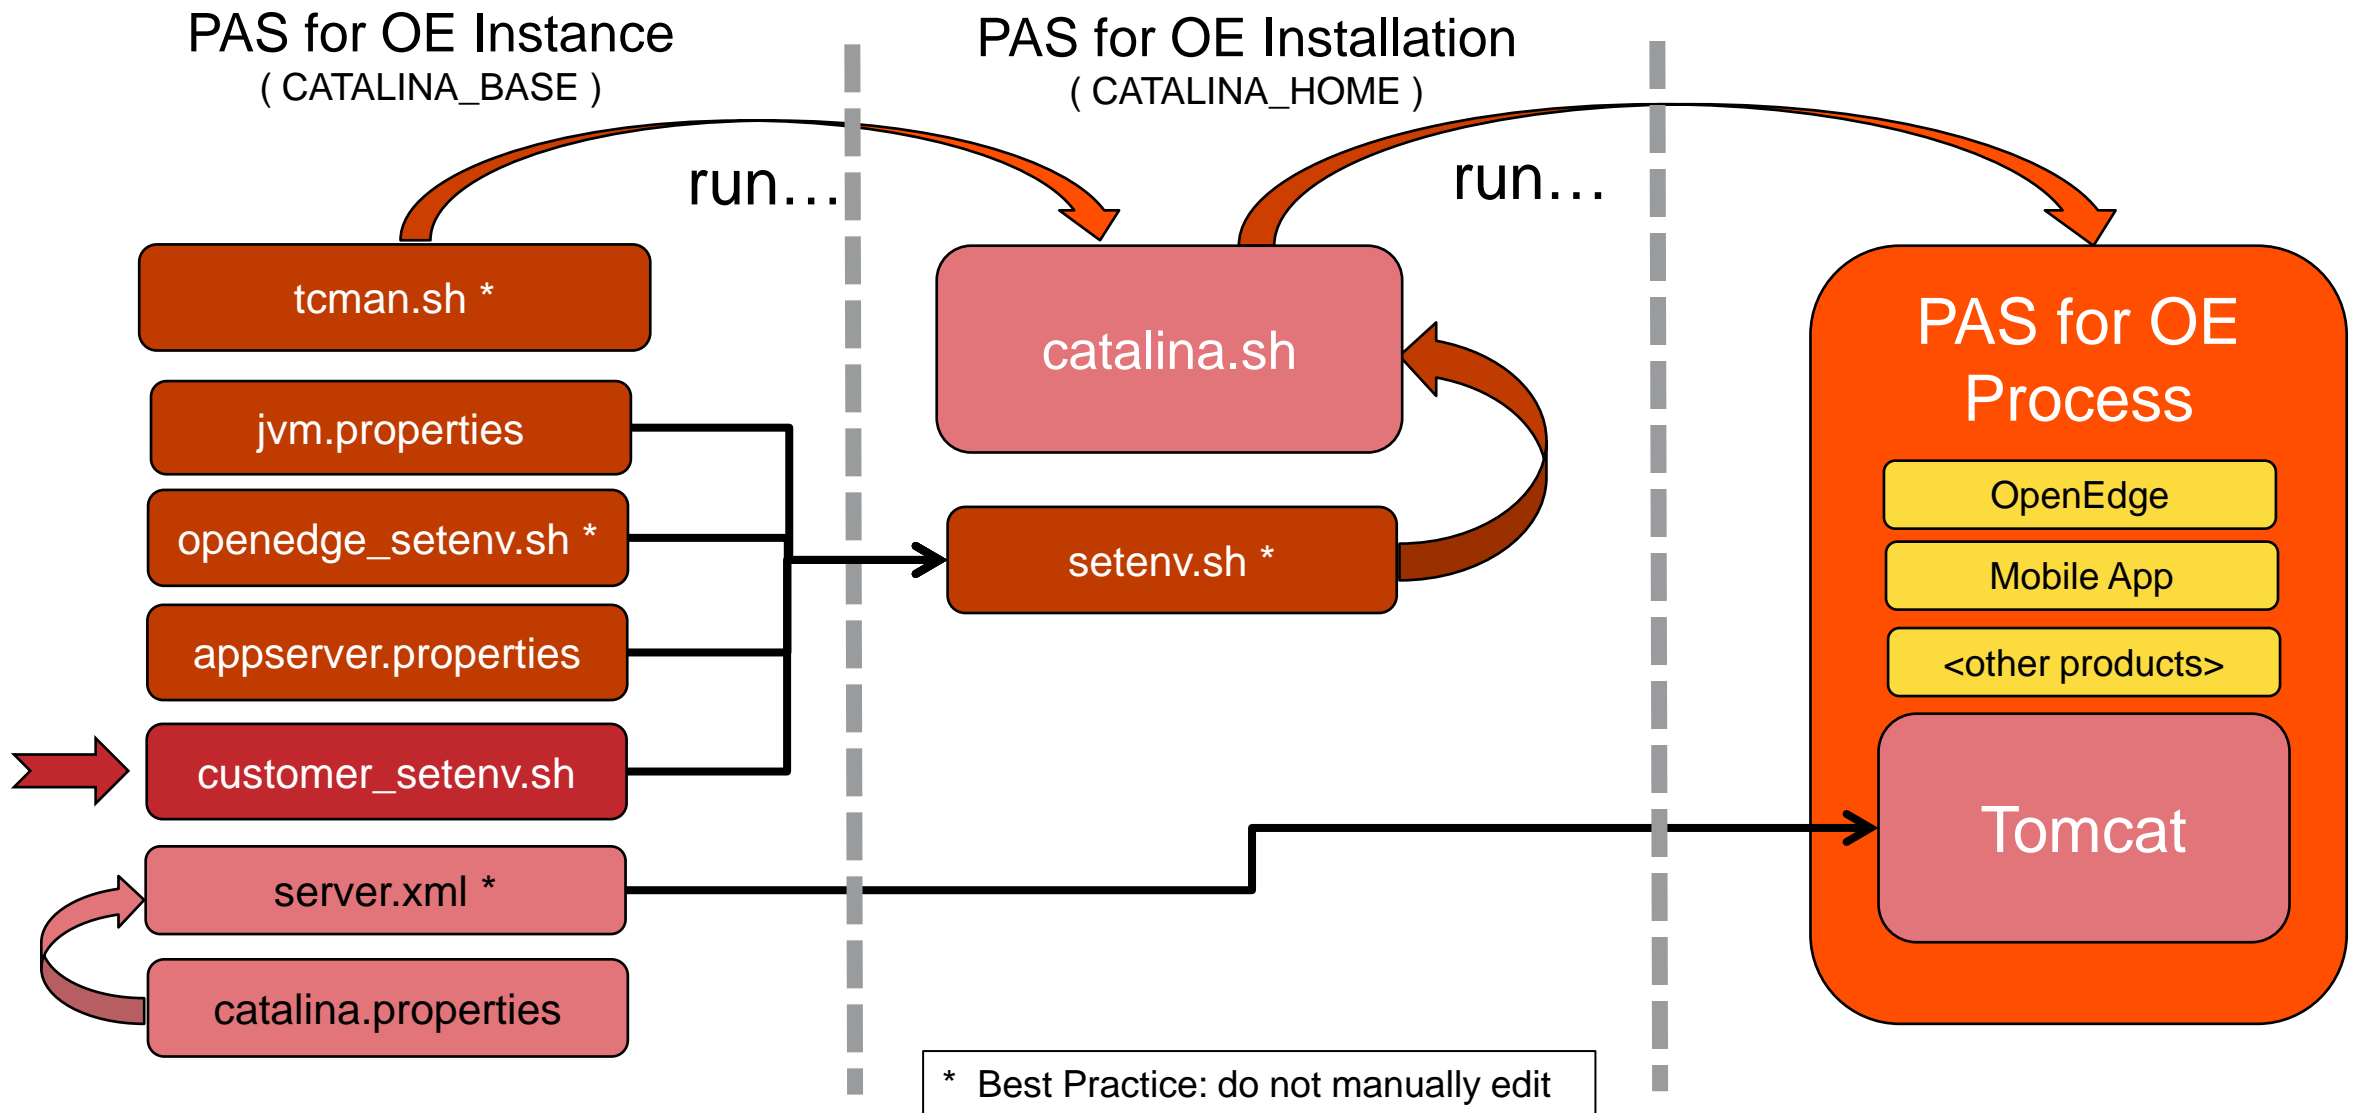 PAS for OE Instance
( CATALINA_BASE )
PAS for OE Installation
( CATALINA_HOME )
run…
run…
tcman.sh *
jvm.properties
openedge_setenv.sh *
appserver.properties
customer_setenv.sh
server.xml *
catalina.properties
catalina.sh
setenv.sh *
PAS for OE
Process
OpenEdge
Mobile App
<other products>
Tomcat
* Best Practice: do not manually edit